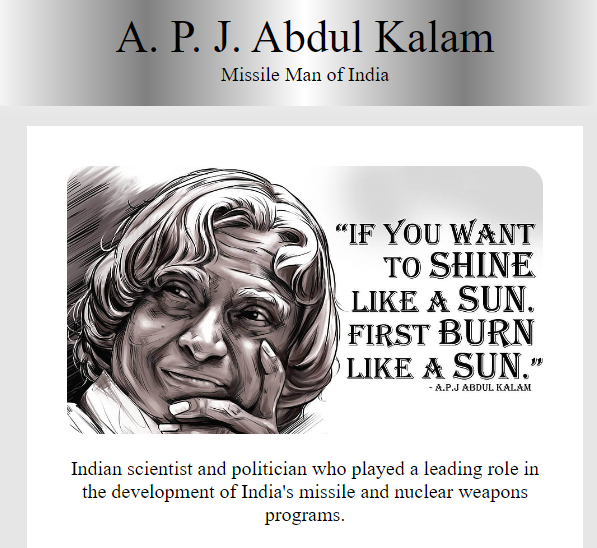 A. P. J. Abdul Kalam
Missile Man of India
“IF YOU WANT
TO SHINE
LIKE A SUN.
FIRST BURN
LIKE A SUN.”
- A.P.J ABDUL KALAM
Indian scientist and politician who played a leading role in
the development of India's missile and nuclear weapons
programs.